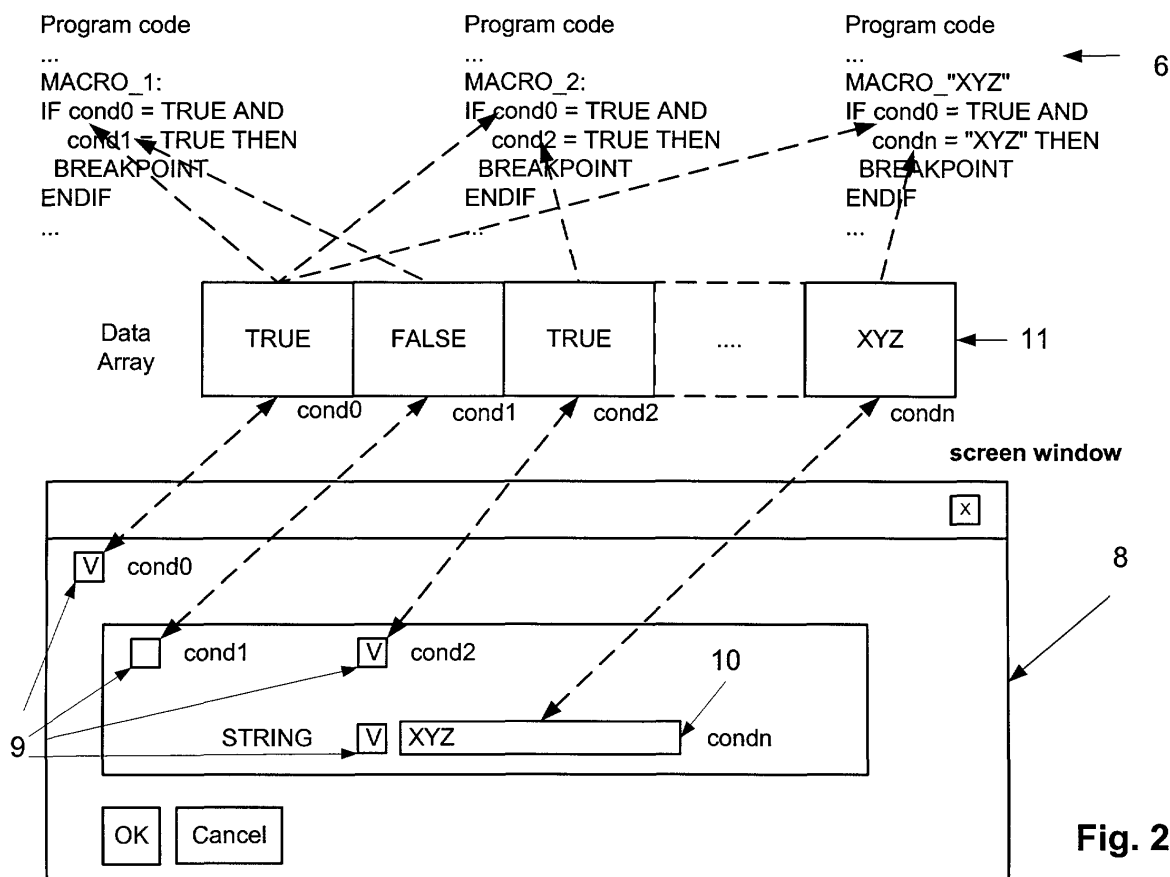 Program code
...
MACRO_1:
IF cond0 = TRUE AND
cond1 = TRUE THEN
BREAKPOINT
ENDIF
...
Program code
...
MACRO_2:
IF cond0 = TRUE AND
cond2 = TRUE THEN
BREAKPOINT
ENDIF
...
Program code
...
MACRO_"XYZ"
IF cond0 = TRUE AND
condn = "XYZ" THEN
BREAKPOINT
ENDIF
...
6
Data
Array
TRUE
FALSE
TRUE
....
XYZ
11
cond0
cond1
cond2
condn
screen window
x
V cond0
8
cond1
V cond2
10
9
STRING V XYZ condn
OK
Cancel
Fig. 2